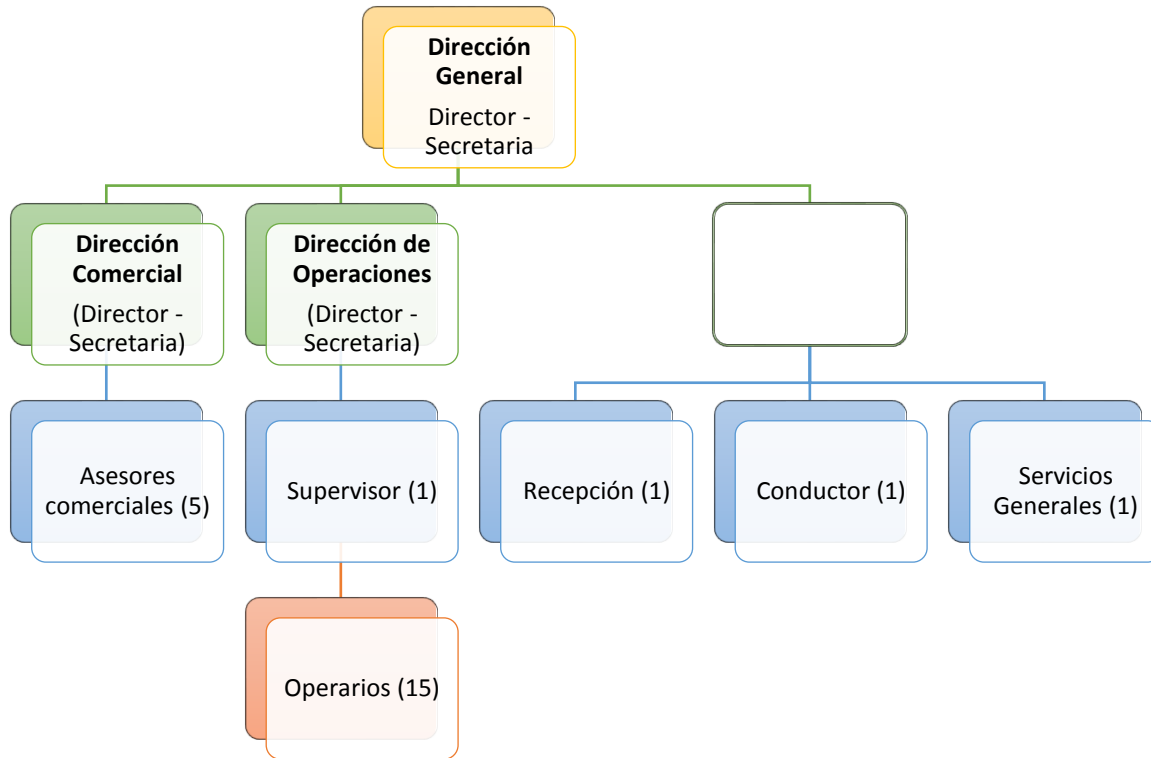 Dirección
General
Director -
Secretaria
Dirección
Comercial
(Director -
Secretaria)
Dirección de
Operaciones
(Director -
Secretaria)
Asesores
comerciales (5)
Supervisor (1)
Recepción (1)
Conductor (1)
Servicios
Generales (1)
Operarios (15)